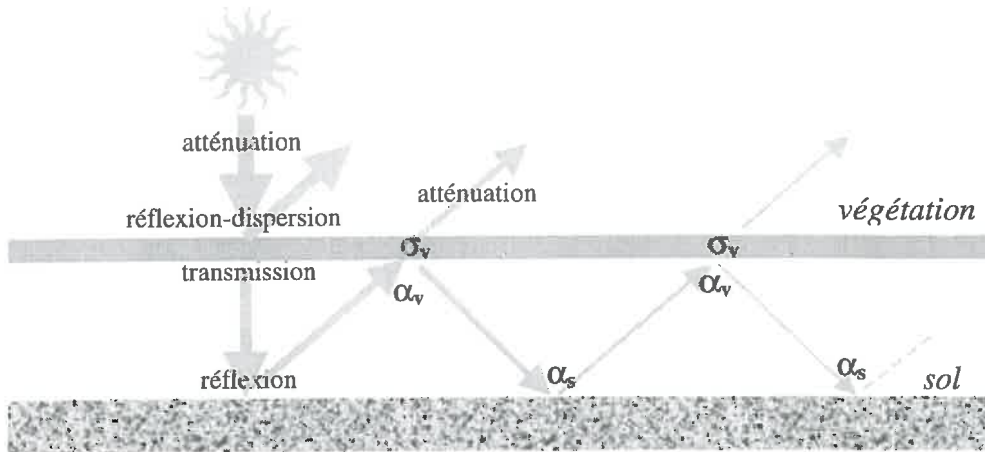 atténuation
atténuation
réflexion-dispersion
végétation
σᵥ
σᵥ
transmission
αᵥ
αᵥ
réflexion
αₛ
αₛ
sol